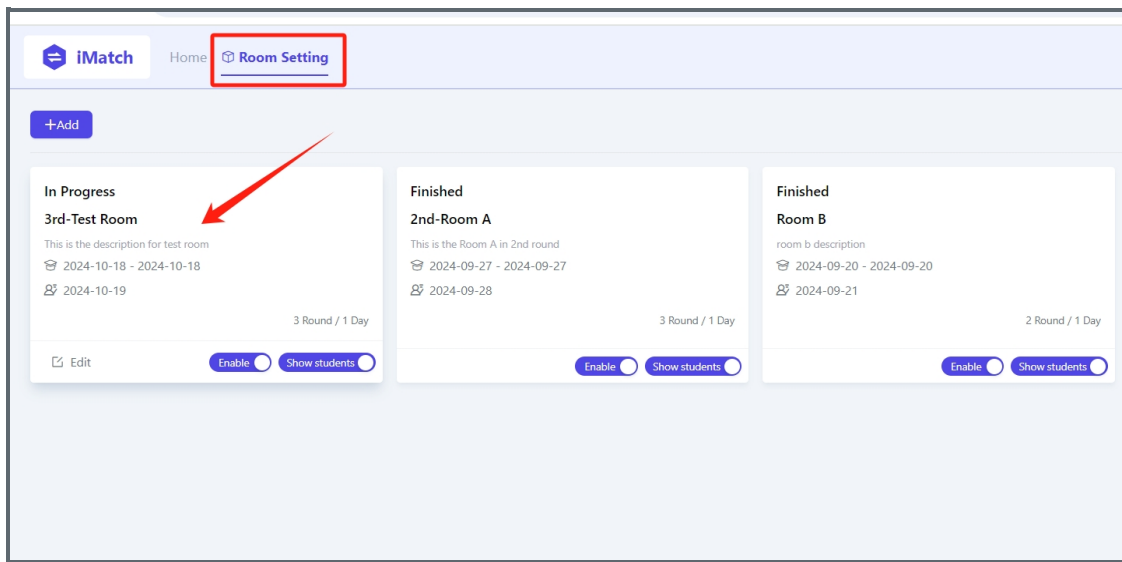 iMatch
Home
Room Setting
+Add
In Progress
3rd-Test Room
This is the description for test room
2024-10-18 - 2024-10-18
2024-10-19
3 Round / 1 Day
Edit
Enable
Show students
Finished
2nd-Room A
This is the Room A in 2nd round
2024-09-27 - 2024-09-27
2024-09-28
3 Round / 1 Day
Enable
Show students
Finished
Room B
room b description
2024-09-20 - 2024-09-20
2024-09-21
2 Round / 1 Day
Enable
Show students